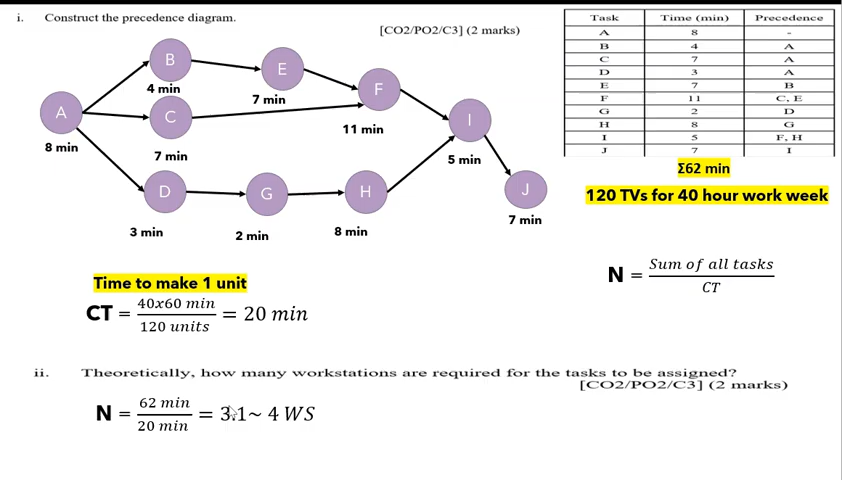 i. Construct the precedence diagram.
[CO2/PO2/C3] (2 marks)
Task Time (min) Precedence
A 8 -
B 4 A
C 7 A
D 3 A
E 7 B
F 11 C, E
G 2 D
H 8 G
I 5 F, H
J 7 I
Σ62 min
120 TVs for 40 hour work week
B
4 min
E
7 min
F
11 min
A
8 min
C
7 min
I
5 min
D
3 min
G
2 min
H
8 min
J
7 min
Time to make 1 unit
CT = 40x60 min / 120 units = 20 min
N = Sum of all tasks / CT
ii. Theoretically, how many workstations are required for the tasks to be assigned?
[CO2/PO2/C3] (2 marks)
N = 62 min / 20 min = 3.1~ 4 WS